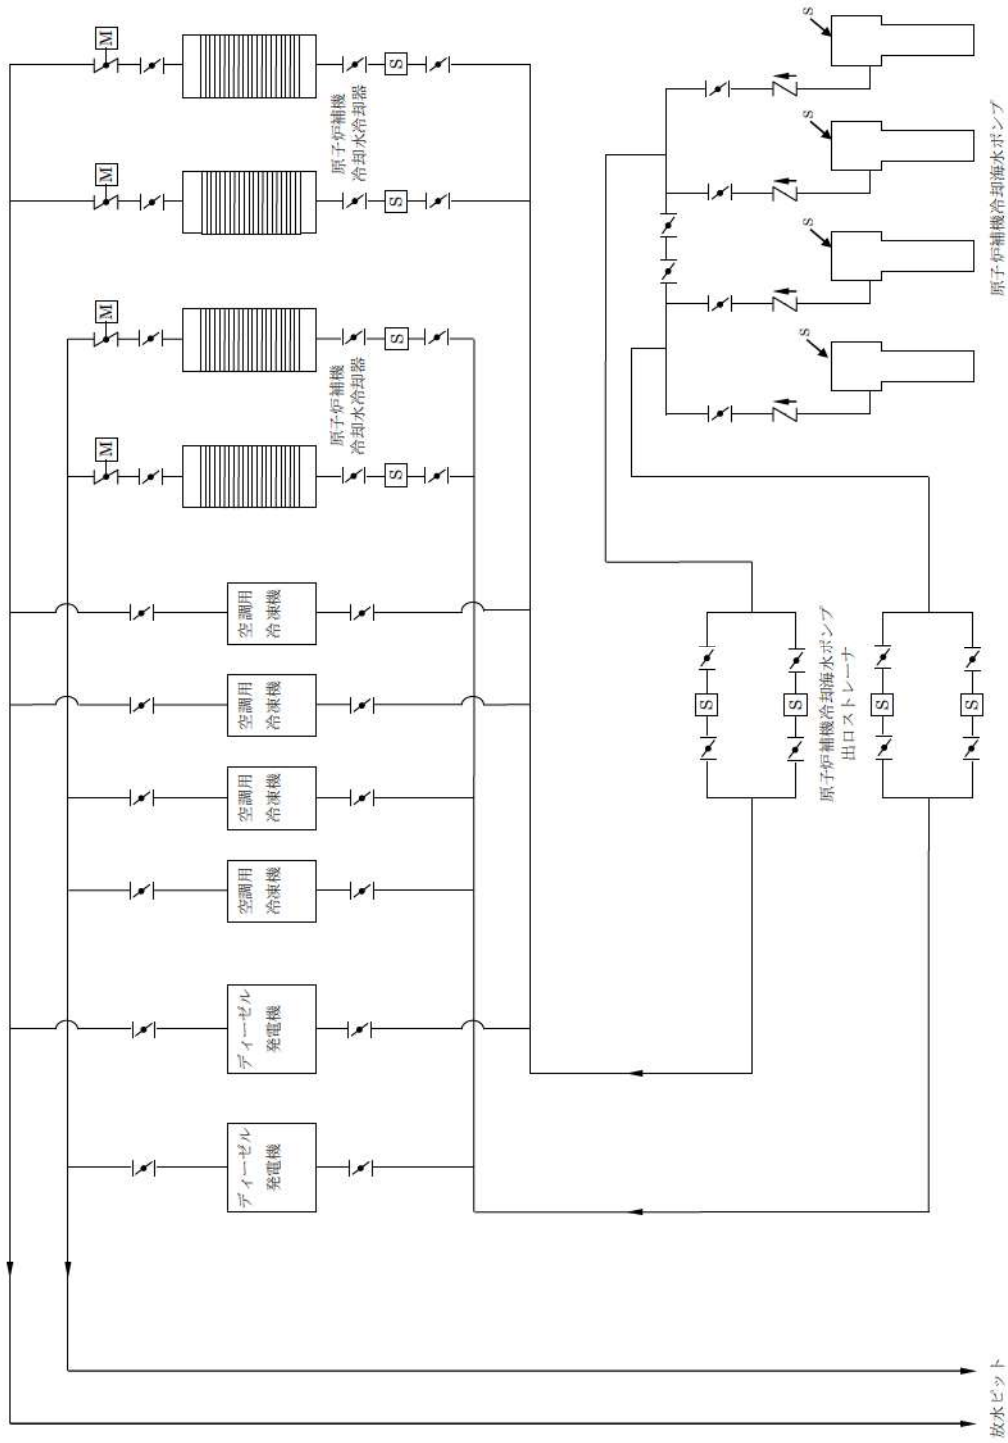 M
M
M
M
ディーゼル
発電機
ディーゼル
発電機
空調用
冷凍機
空調用
冷凍機
空調用
冷凍機
空調用
冷凍機
原子炉補機
冷却水冷却器
原子炉補機
冷却水冷却器
S
S
S
S
S
S
S
S
原子炉補機冷却海水ポンプ
出口ストレーナ
S
S
S
S
原子炉補機冷却海水ポンプ
放水ピット